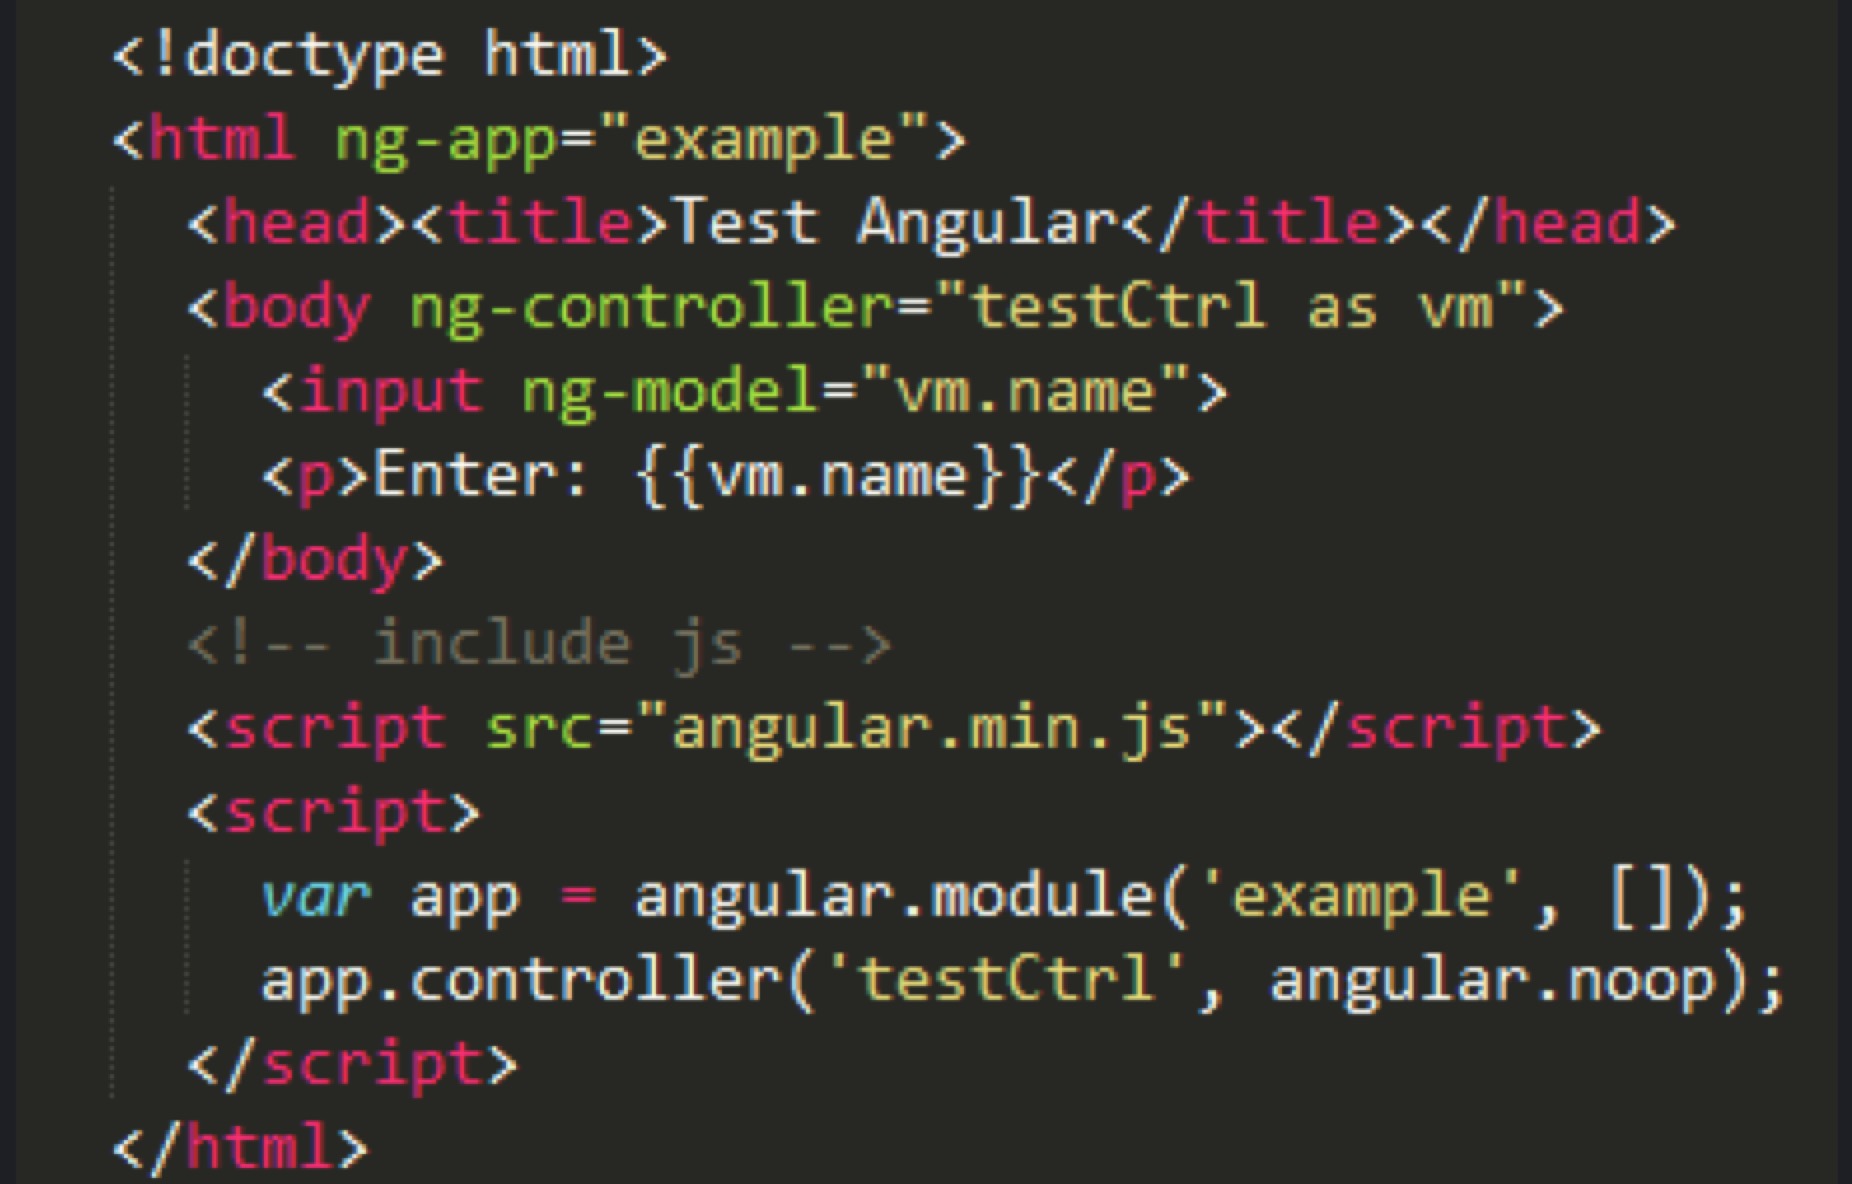 <!doctype html>
<html ng-app="example">
  <head><title>Test Angular</title></head>
  <body ng-controller="testCtrl as vm">
    <input ng-model="vm.name">
    <p>Enter: {{vm.name}}</p>
  </body>
  <!-- include js -->
  <script src="angular.min.js"></script>
  <script>
    var app = angular.module('example', []);
    app.controller('testCtrl', angular.noop);
  </script>
</html>